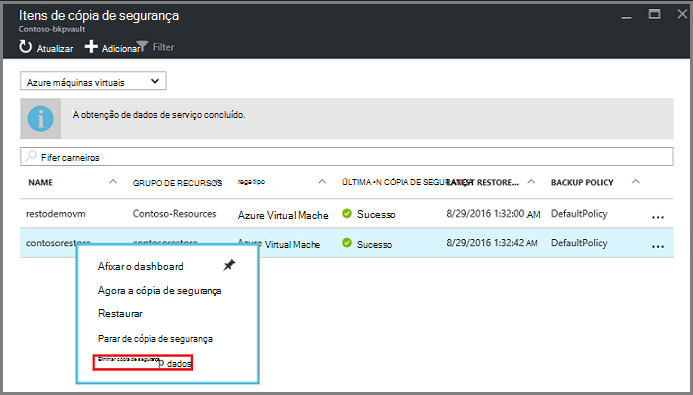 Itens de cópia de segurança
Contoso-bkpvault
Atualizar Adicionar Filter
Azure máquinas virtuais
A obtenção de dados de serviço concluído.
Fifer carneiros
NAME GRUPO DE RECURSOS tipo ÚLTIMA CÓPIA DE RESTORE... BACKUP POLICY
restodemovm Contoso-Resources Azure Virtual Mache Sucesso 8/29/2016 1:32:00 AM DefaultPolicy ...
contosorestore contosorestore Azure Virtual Mache Sucesso 8/29/2016 1:32:42 AM DefaultPolicy ...
Afixar o dashboard
Agora a cópia de segurança
Restaurar
Parar de cópia de segurança
Eliminar cópia de segurança dados